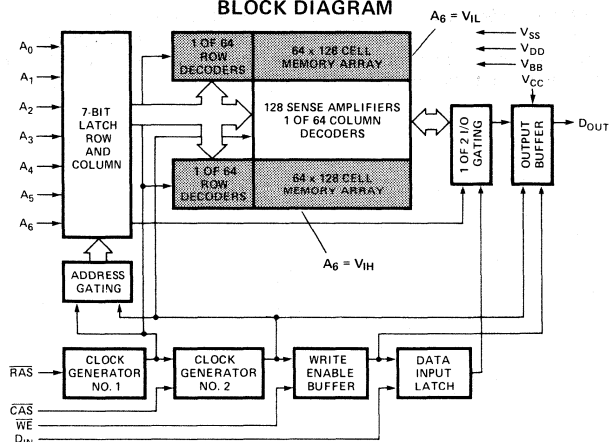 BLOCK DIAGRAM
A6 = VIL
VSS
VDD
VBB
VCC
A0
A1
A2
A3
A4
A5
A6
7-BIT
LATCH
ROW
AND
COLUMN
1 OF 64
ROW
DECODERS
64 x 128 CELL
MEMORY ARRAY
128 SENSE AMPLIFIERS
1 OF 64 COLUMN
DECODERS
1 OF 64
ROW
DECODERS
64 x 128 CELL
MEMORY ARRAY
1 OF 2 I/O
GATING
OUTPUT
BUFFER
DOUT
A6 = VIH
ADDRESS
GATING
RAS
CLOCK
GENERATOR
NO. 1
CLOCK
GENERATOR
NO. 2
WRITE
ENABLE
BUFFER
DATA
INPUT
LATCH
CAS
WE
DIN